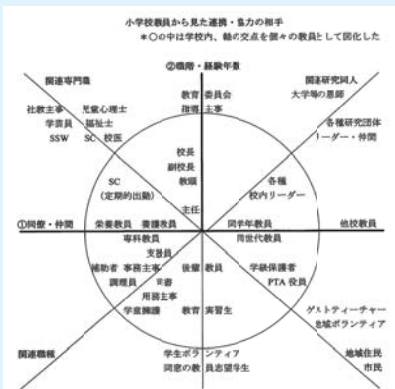 小学校教員から見た連携・協力の相手
*○の中は学校内、軸の交点を個々の教員として図化した
関連専門職
②職階・経験年数
関連研究同人
大学等の恩師
社教主事 児童心理士
学芸員 福祉士
SSW SC 校医
教育委員会
指導主事
各種研究団体
リーダー・仲間
校長
副校長
教頭
主任
SC
(定期的出勤)
各種
校内リーダー
①同僚・仲間
栄養教員 養護教員
同学年教員
他校教員
専科教員
同世代教員
支援員
補助者 事務主事
後輩教員
学級保護者
調理員 司書
PTA 役員
用務主事
学童擁護
教育実習生
ゲストティーチャー
地域ボランティア
関連職種
学生ボランティア
同窓の教員志望学生
地域住民
市民